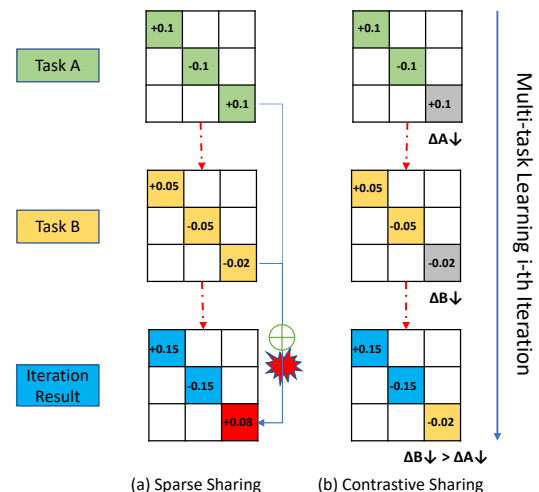 +0.1
+0.1
Task A
-0.1
-0.1
+0.1
+0.1
ΔA↓
+0.05
+0.05
Task B
-0.05
-0.05
-0.02
-0.02
ΔB↓
+0.15
+0.15
Iteration
Result
-0.15
-0.15
+0.08
-0.02
ΔB↓ > ΔA↓
(a) Sparse Sharing
(b) Contrastive Sharing
Multi-task Learning i-th Iteration